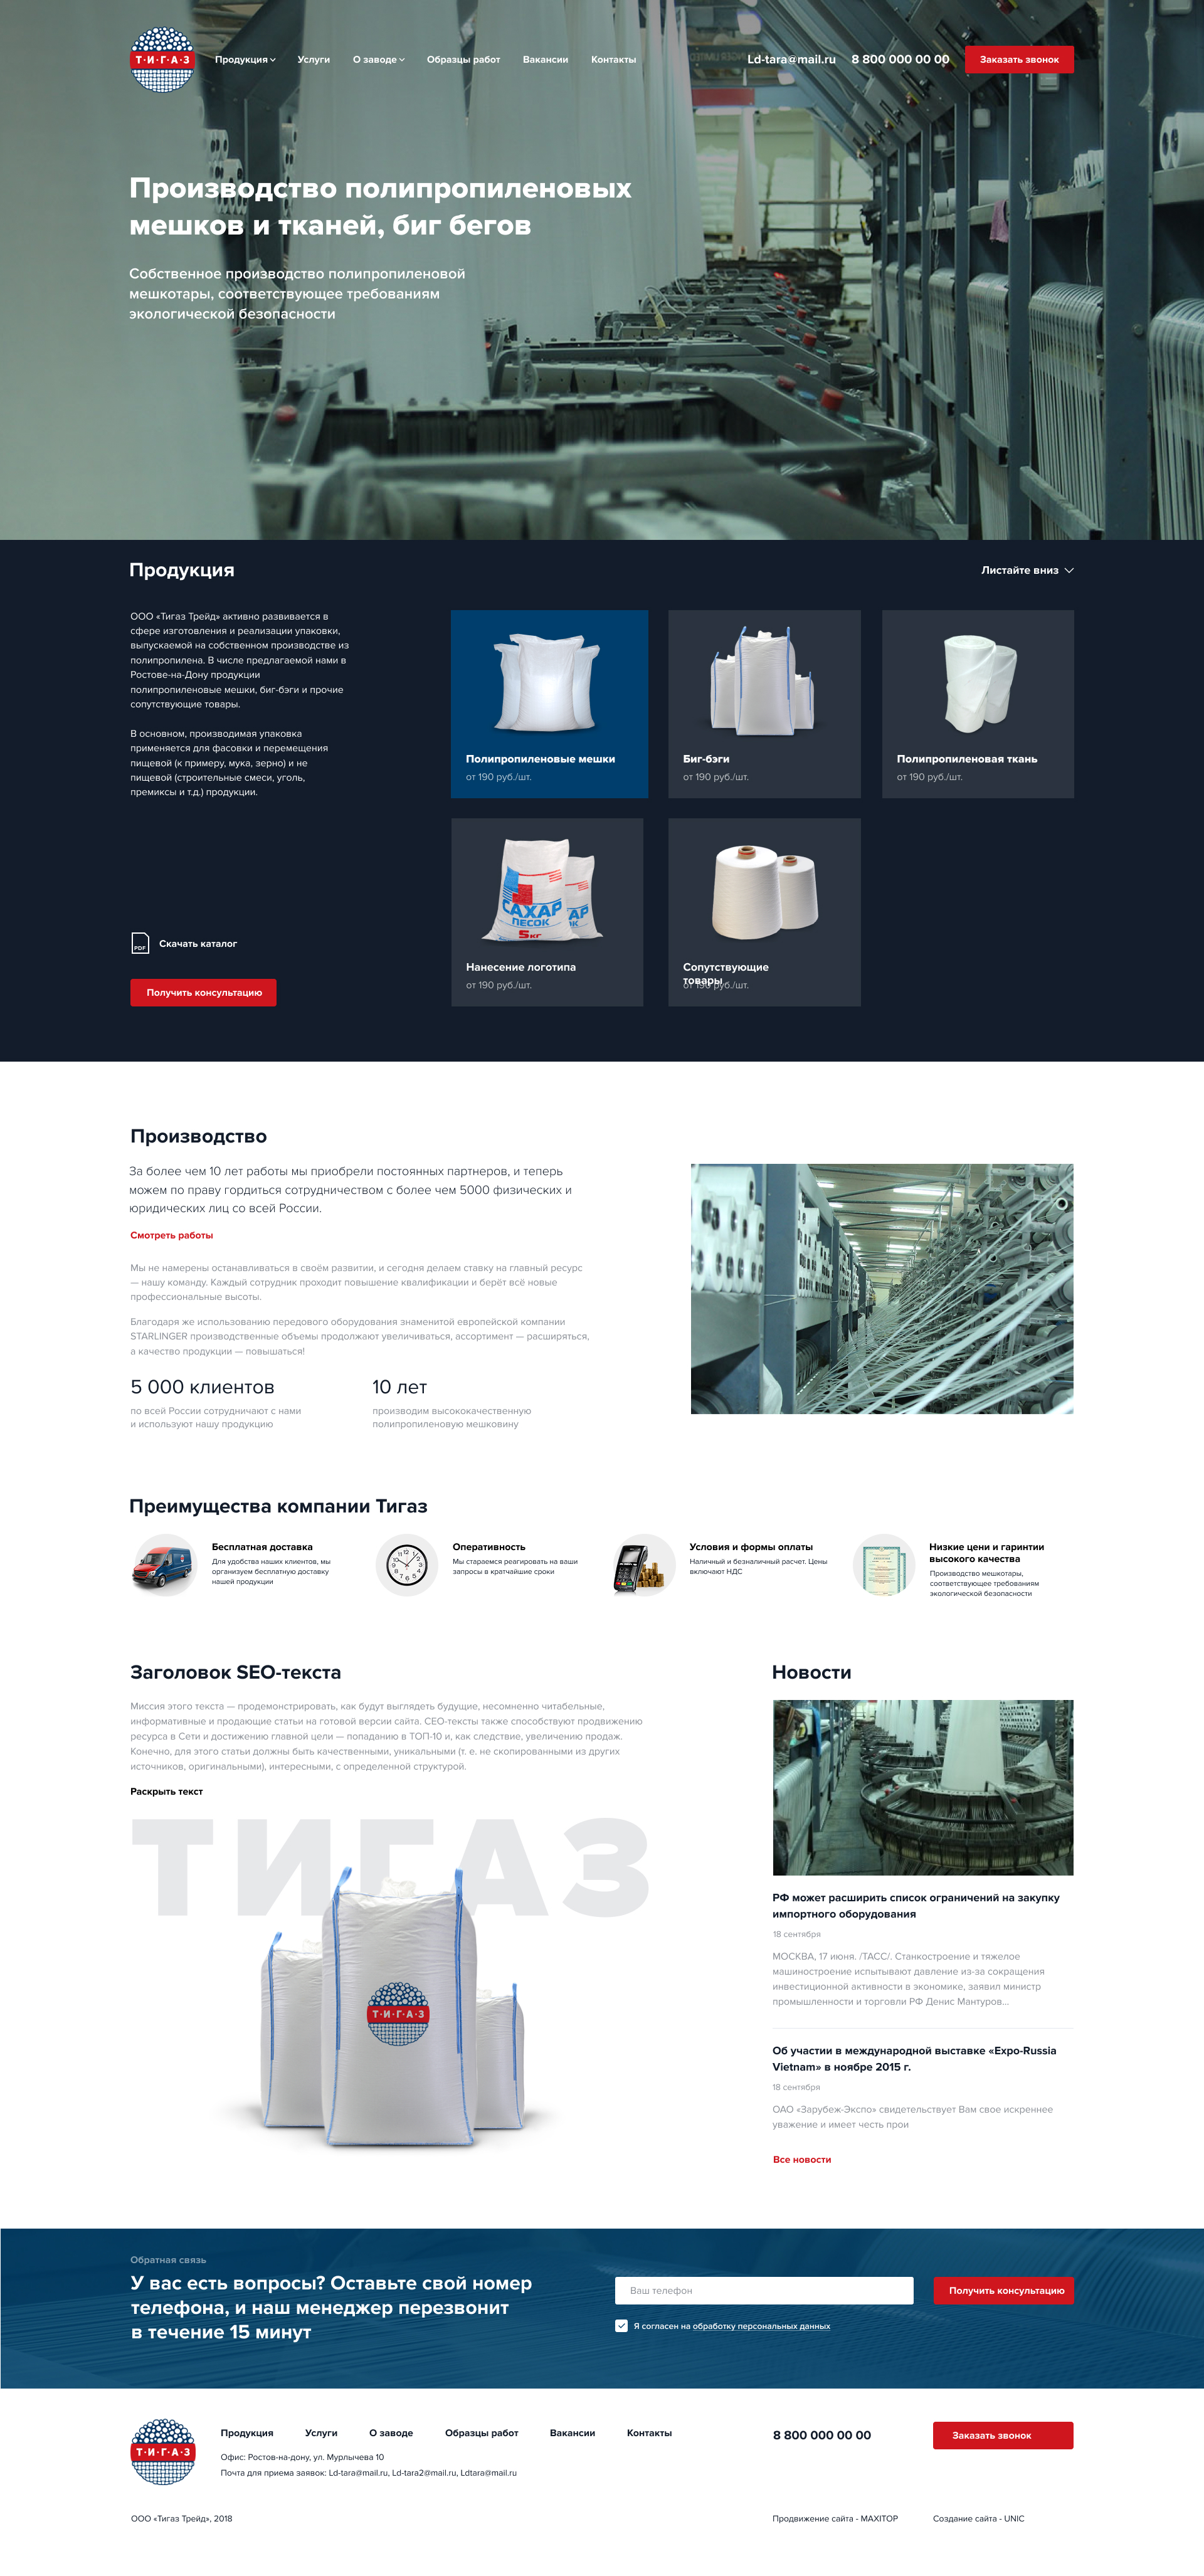 Т·И·Г·А·З
Продукция
Услуги
О заводе
Образцы работ
Вакансии
Контакты
Ld-tara@mail.ru
8 800 000 00 00
Заказать звонок
Производство полипропиленовых
мешков и тканей, биг бегов
Собственное производство полипропиленовой
мешкотары, соответствующее требованиям
экологической безопасности
Продукция
Листайте вниз
ООО «Тигаз Трейд» активно развивается в
сфере изготовления и реализации упаковки,
выпускаемой на собственном производстве из
полипропилена. В числе предлагаемой нами в
Ростове-на-Дону продукции
полипропиленовые мешки, биг-бэги и прочие
сопутствующие товары.
В основном, производимая упаковка
применяется для фасовки и перемещения
пищевой (к примеру, мука, зерно) и не
пищевой (строительные смеси, уголь,
премиксы и т.д.) продукции.
PDF
Скачать каталог
Получить консультацию
Полипропиленовые мешки
от 190 руб./шт.
Биг-бэги
от 190 руб./шт.
Полипропиленовая ткань
от 190 руб./шт.
САХАР
ПЕСОК
5кг
САХАР
ПЕСОК
Нанесение логотипа
от 190 руб./шт.
Сопутствующие
товары
от 190 руб./шт.
Производство
За более чем 10 лет работы мы приобрели постоянных партнеров, и теперь
можем по праву гордиться сотрудничеством с более чем 5000 физических и
юридических лиц со всей России.
Смотреть работы
Мы не намерены останавливаться в своём развитии, и сегодня делаем ставку на главный ресурс
— нашу команду. Каждый сотрудник проходит повышение квалификации и берёт всё новые
профессиональные высоты.
Благодаря же использованию передового оборудования знаменитой европейской компании
STARLINGER производственные объемы продолжают увеличиваться, ассортимент — расширяться,
а качество продукции — повышаться!
5 000 клиентов
по всей России сотрудничают с нами
и используют нашу продукцию
10 лет
производим высококачественную
полипропиленовую мешковину
Преимущества компании Тигаз
Бесплатная доставка
Для удобства наших клиентов, мы
организуем бесплатную доставку
нашей продукции
Оперативность
Мы стараемся реагировать на ваши
запросы в кратчайшие сроки
Условия и формы оплаты
Наличный и безналичный расчет. Цены
включают НДС
Низкие цени и гаринтии
высокого качества
Производство мешкотары,
соответствующее требованиям
экологической безопасности
Заголовок SEO-текста
Миссия этого текста — продемонстрировать, как будут выглядеть будущие, несомненно читабельные,
информативные и продающие статьи на готовой версии сайта. СЕО-тексты также способствуют продвижению
ресурса в Сети и достижению главной цели — попаданию в ТОП-10 и, как следствие, увеличению продаж.
Конечно, для этого статьи должны быть качественными, уникальными (т. е. не скопированными из других
источников, оригинальными), интересными, с определенной структурой.
Раскрыть текст
ТИГАЗ
Т·И·Г·А·З
Новости
РФ может расширить список ограничений на закупку
импортного оборудования
18 сентября
МОСКВА, 17 июня. /ТАСС/. Станкостроение и тяжелое
машиностроение испытывают давление из-за сокращения
инвестиционной активности в экономике, заявил министр
промышленности и торговли РФ Денис Мантуров...
Об участии в международной выставке «Expo-Russia
Vietnam» в ноябре 2015 г.
18 сентября
ОАО «Зарубеж-Экспо» свидетельствует Вам свое искреннее
уважение и имеет честь прои
Все новости
Обратная связь
У вас есть вопросы? Оставьте свой номер
телефона, и наш менеджер перезвонит
в течение 15 минут
Ваш телефон
Получить консультацию
Я согласен на обработку персональных данных
Т·И·Г·А·З
Продукция
Услуги
О заводе
Образцы работ
Вакансии
Контакты
8 800 000 00 00
Заказать звонок
Офис: Ростов-на-дону, ул. Мурлычева 10
Почта для приема заявок: Ld-tara@mail.ru, Ld-tara2@mail.ru, Ldtara@mail.ru
ООО «Тигаз Трейд», 2018
Продвижение сайта - MAXITOP
Создание сайта - UNIC